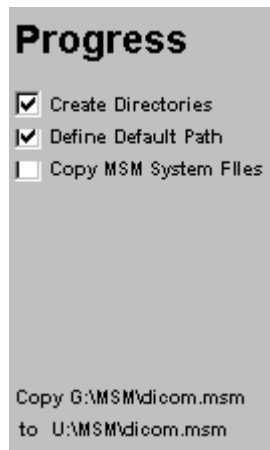 Progress
Create Directories
Define Default Path
Copy MSM System FIles
Copy G:\MSM\dicom.msm
to U:\MSM\dicom.msm